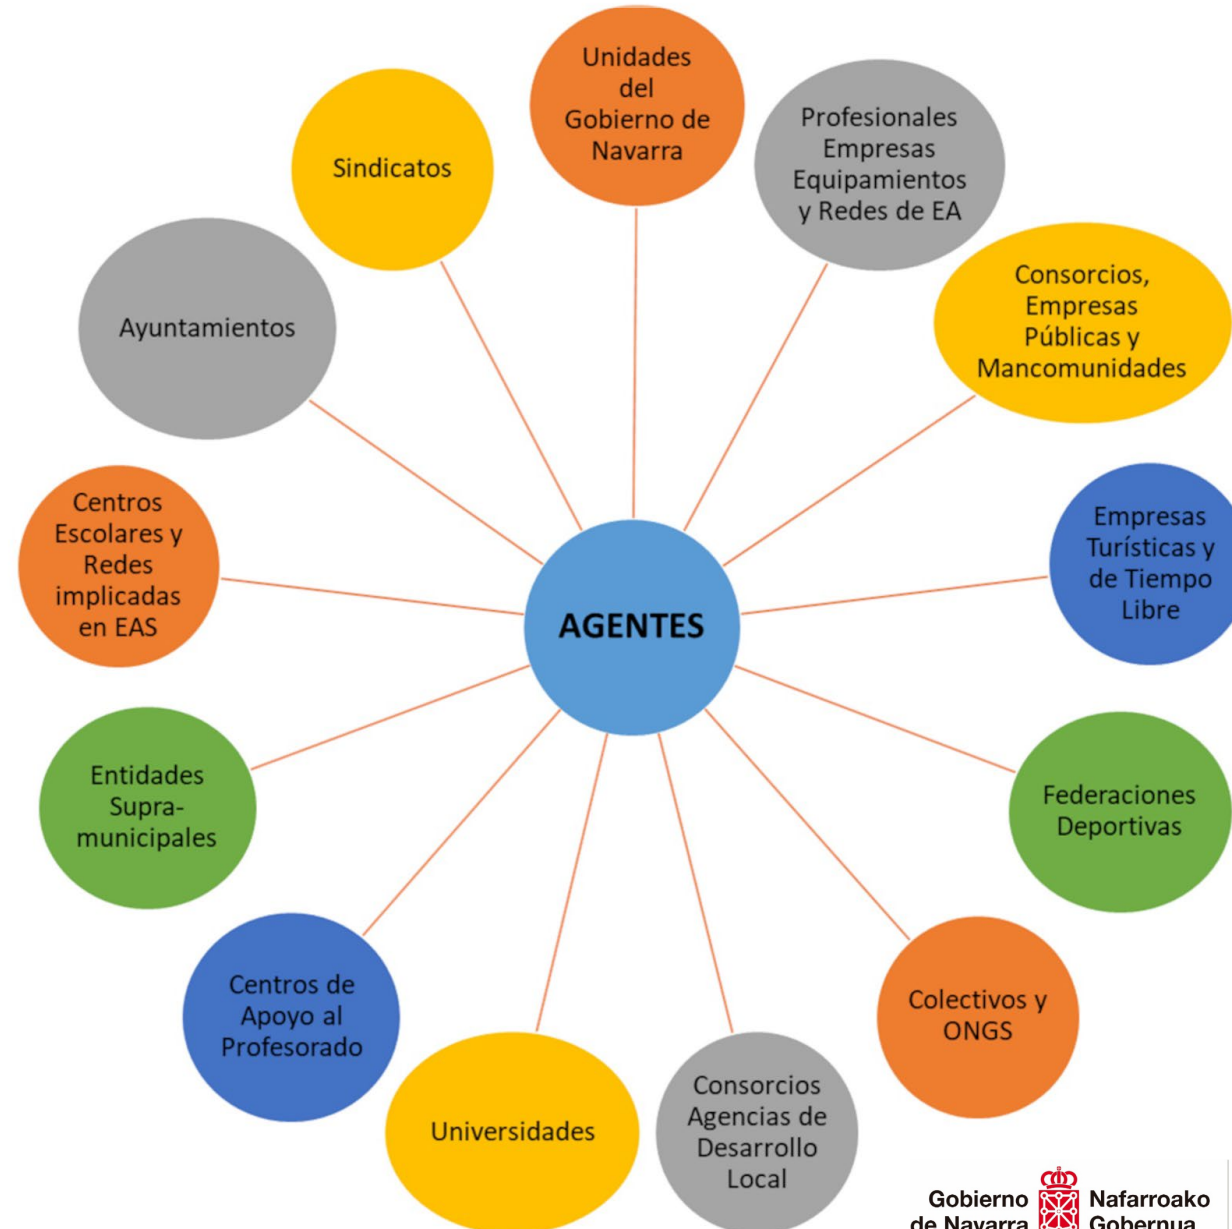 Unidades
del
Gobierno de
Navarra
Profesionales
Empresas
Equipamientos
y Redes de EA
Consorcios,
Empresas
Públicas y
Mancomunidades
Empresas
Turísticas y
de Tiempo
Libre
Federaciones
Deportivas
Colectivos y
ONGS
Consorcios
Agencias de
Desarrollo
Local
Universidades
Centros de
Apoyo al
Profesorado
Entidades
Supra-
municipales
Centros
Escolares y
Redes
implicadas
en EAS
Ayuntamientos
Sindicatos
AGENTES
Gobierno
de Navarra
Nafarroako
Gobernua